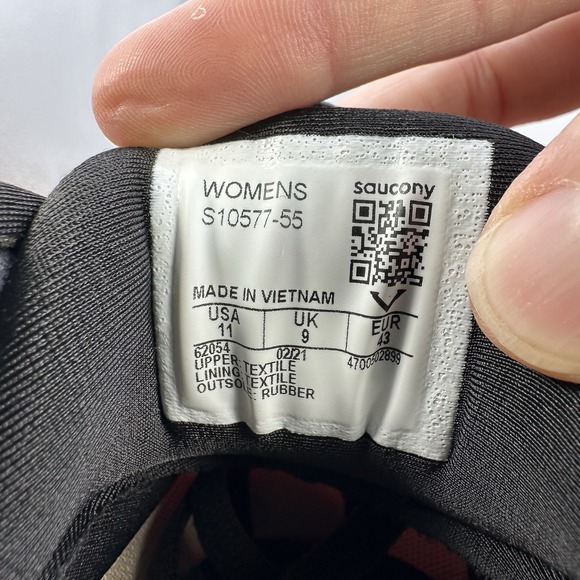 WOMENS
S10577-55
saucony
MADE IN VIETNAM
USA UK EUR
11 9 43
62054 02/21
UPPER: TEXTILE
LINING: TEXTILE
OUTSOLE: RUBBER